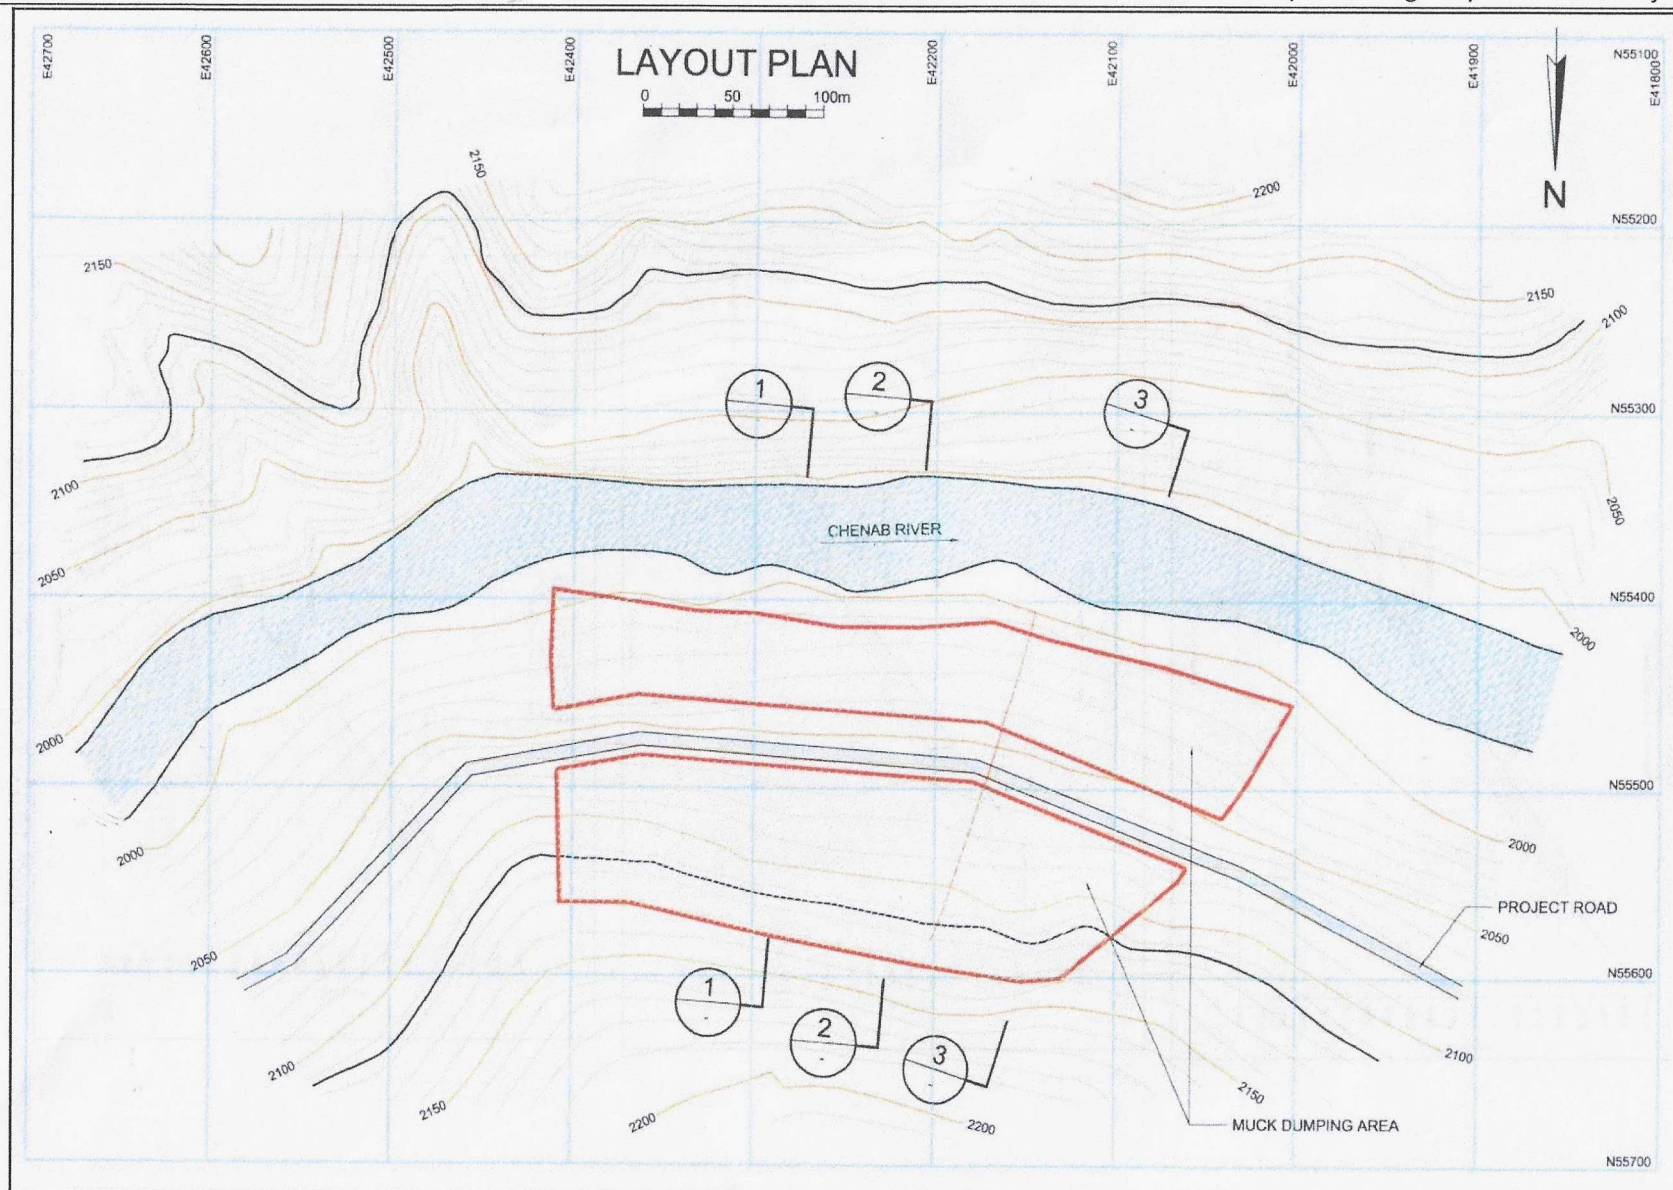 E42700
E42600
E42500
E42400
E42200
E42100
E42000
E41900
E41800
N55100
LAYOUT PLAN
0 50 100m
N
2150
2200
N55200
2150
2150
2100
1
2
3
N55300
2100
2050
2050
CHENAB RIVER
N55400
2000
2000
N55500
2000
2000
PROJECT ROAD
2050
2050
N55600
1
2
3
2100
2100
2150
2150
2200
2200
MUCK DUMPING AREA
N55700